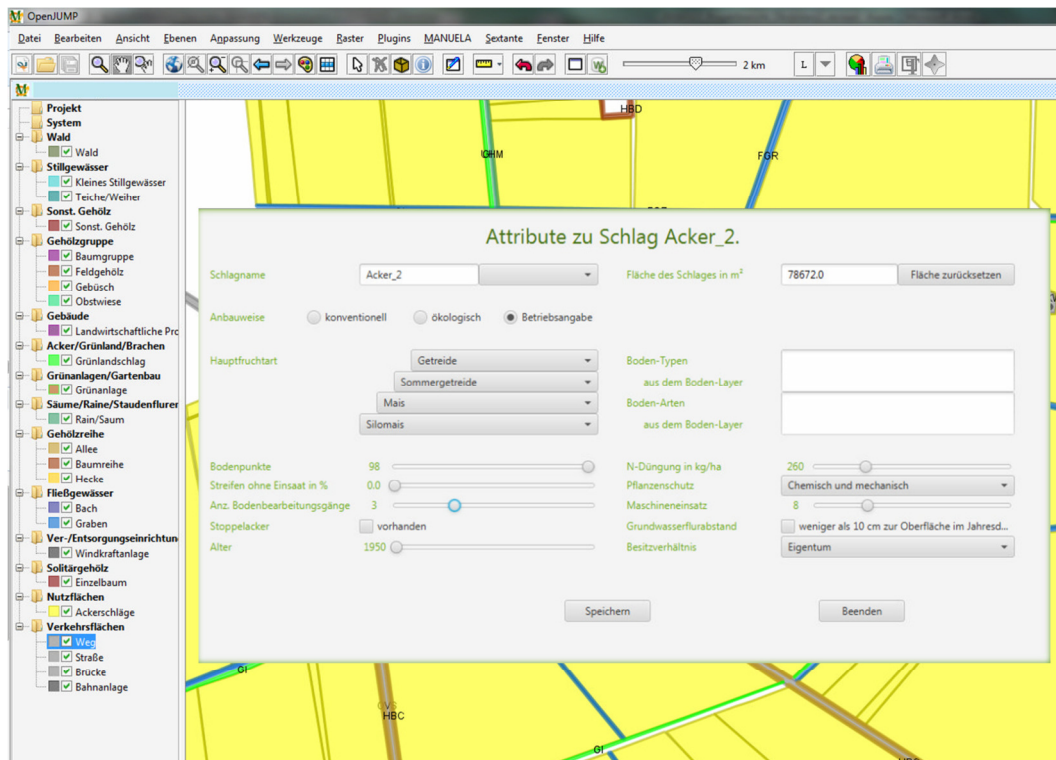 OpenJUMP
Datei Bearbeiten Ansicht Ebenen Anpassung Werkzeuge Raster Plugins MANUELA Sextante Fenster Hilfe
2 km L
Projekt
System
Wald
Wald
Stillgewässer
Kleines Stillgewässer
Teiche/Weiher
Sonst. Gehölz
Sonst. Gehölz
Gehölzgruppe
Baumgruppe
Feldgehölz
Gebüsch
Obstwiese
Gebäude
Landwirtschaftliche Pro
Acker/Grünland/Brachen
Grünlandschlag
Grünanlagen/Gartenbau
Grünanlage
Säume/Raine/Staudenfluren
Rain/Saum
Gehölzreihe
Allee
Baumreihe
Hecke
Fließgewässer
Bach
Graben
Ver-/Entsorgungseinrichtun
Windkraftanlage
Solitärgehölz
Einzelbaum
Nutzflächen
Ackerschläge
Verkehrsflächen
Weg
Straße
Brücke
Bahnanlage
HBD
FGR
Attribute zu Schlag Acker_2.
Schlagname Acker_2 Fläche des Schlages in m² 78672.0 Fläche zurücksetzen
Anbauweise konventionell ökologisch Betriebsangabe
Hauptfruchtart Getreide Boden-Typen
Sommergetreide aus dem Boden-Layer
Mais Boden-Arten
Silomais aus dem Boden-Layer
Bodenpunkte 98 N-Düngung in kg/ha 260
Streifen ohne Einsaat in % 0.0 Pflanzenschutz Chemisch und mechanisch
Anz. Bodenbearbeitungsgänge 3 Maschineneinsatz 8
Stoppelacker vorhanden Grundwasserflurabstand weniger als 10 cm zur Oberfläche im Jahresd...
Alter 1950 Besitzverhältnis Eigentum
Speichern Beenden
GI
HBC
GI